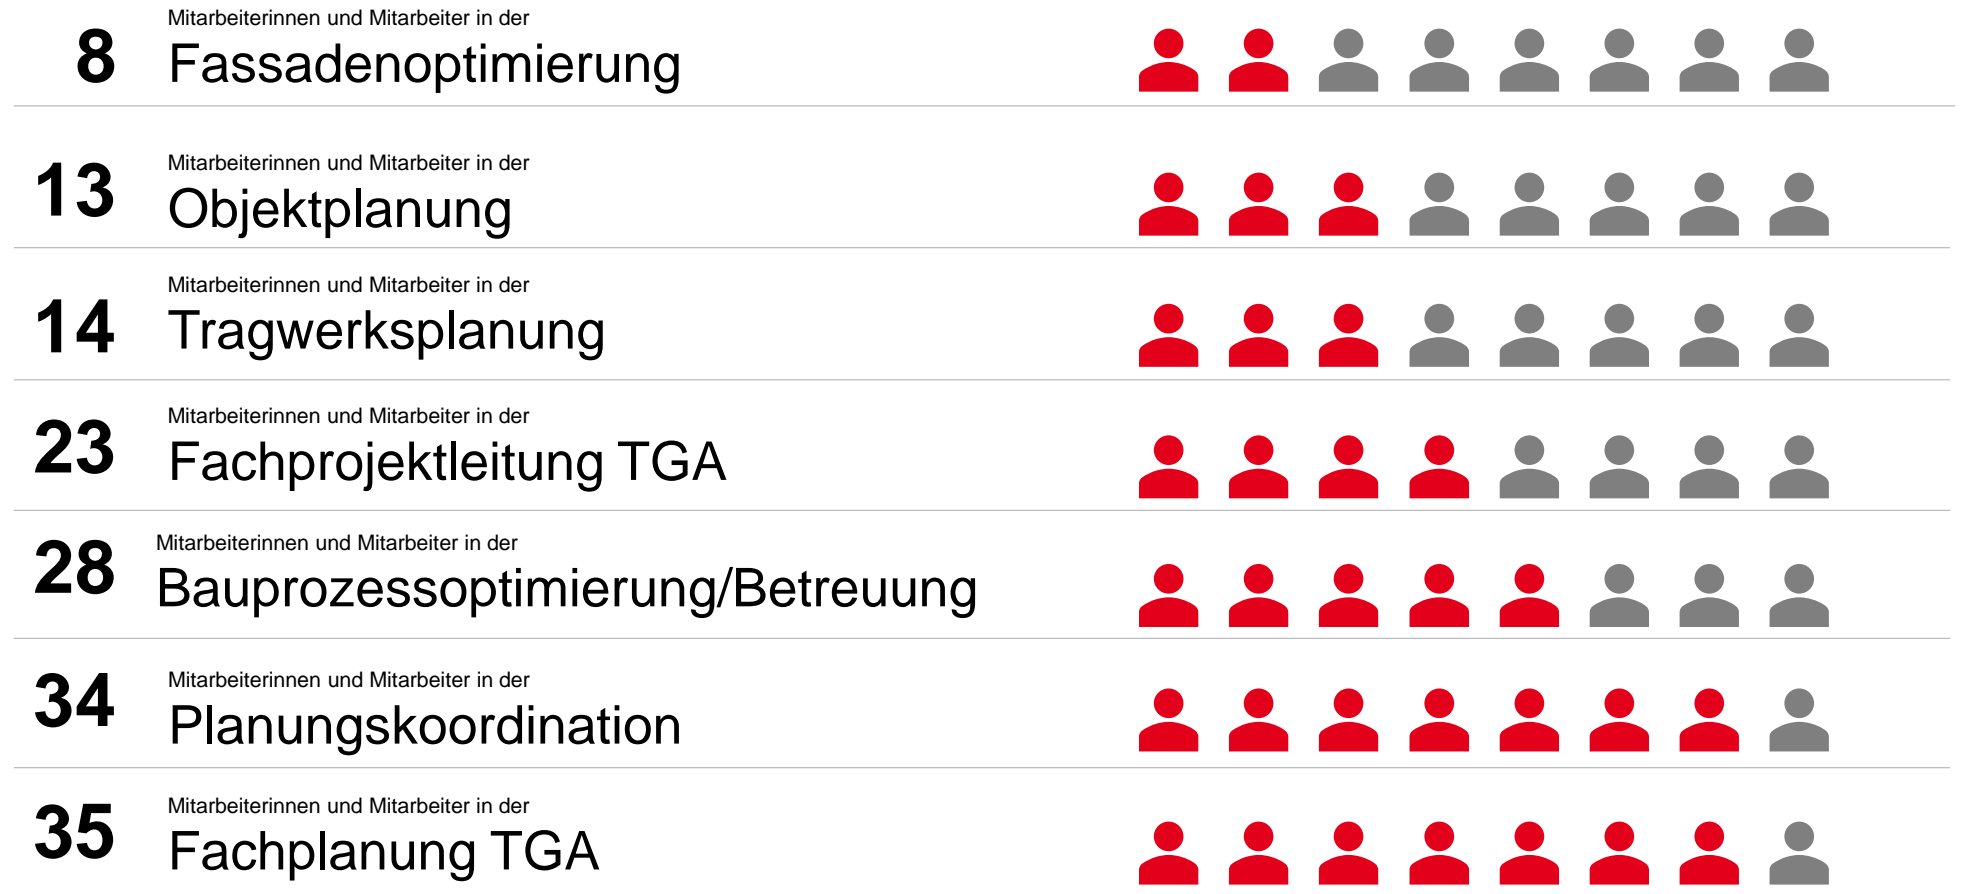 8
Mitarbeiterinnen und Mitarbeiter in der
Fassadenoptimierung
13
Mitarbeiterinnen und Mitarbeiter in der
Objektplanung
14
Mitarbeiterinnen und Mitarbeiter in der
Tragwerksplanung
23
Mitarbeiterinnen und Mitarbeiter in der
Fachprojektleitung TGA
28
Mitarbeiterinnen und Mitarbeiter in der
Bauprozessoptimierung/Betreuung
34
Mitarbeiterinnen und Mitarbeiter in der
Planungskoordination
35
Mitarbeiterinnen und Mitarbeiter in der
Fachplanung TGA